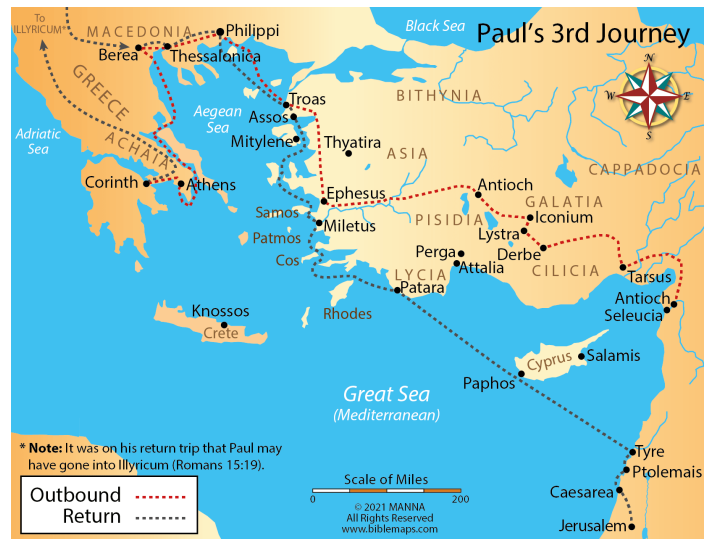 Paul's 3rd Journey
To
ILLYRICUM*
MACEDONIA
Philippi
Black Sea
Berea
Thessalonica
GREECE
Aegean
Sea
Troas
Assos
BITHYNIA
N
W
E
S
Adriatic
Sea
ACHAIA
Mitylene
Thyatira
ASIA
CAPPADOCIA
Corinth
Athens
Ephesus
Antioch
GALATIA
Samos
Miletus
PISIDIA
Iconium
Patmos
Lystra
Cos
Perga
Attalia
Derbe
LYCIA
CILICIA
Tarsus
Patara
Antioch
Seleucia
Knossos
Crete
Rhodes
Cyprus
Salamis
Paphos
Great Sea
(Mediterranean)
* Note: It was on his return trip that Paul may
have gone into Illyricum (Romans 15:19).
Tyre
Ptolemais
Caesarea
Jerusalem
Outbound
Return
Scale of Miles
0
200
© 2021 MANNA
All Rights Reserved
www.biblemaps.com